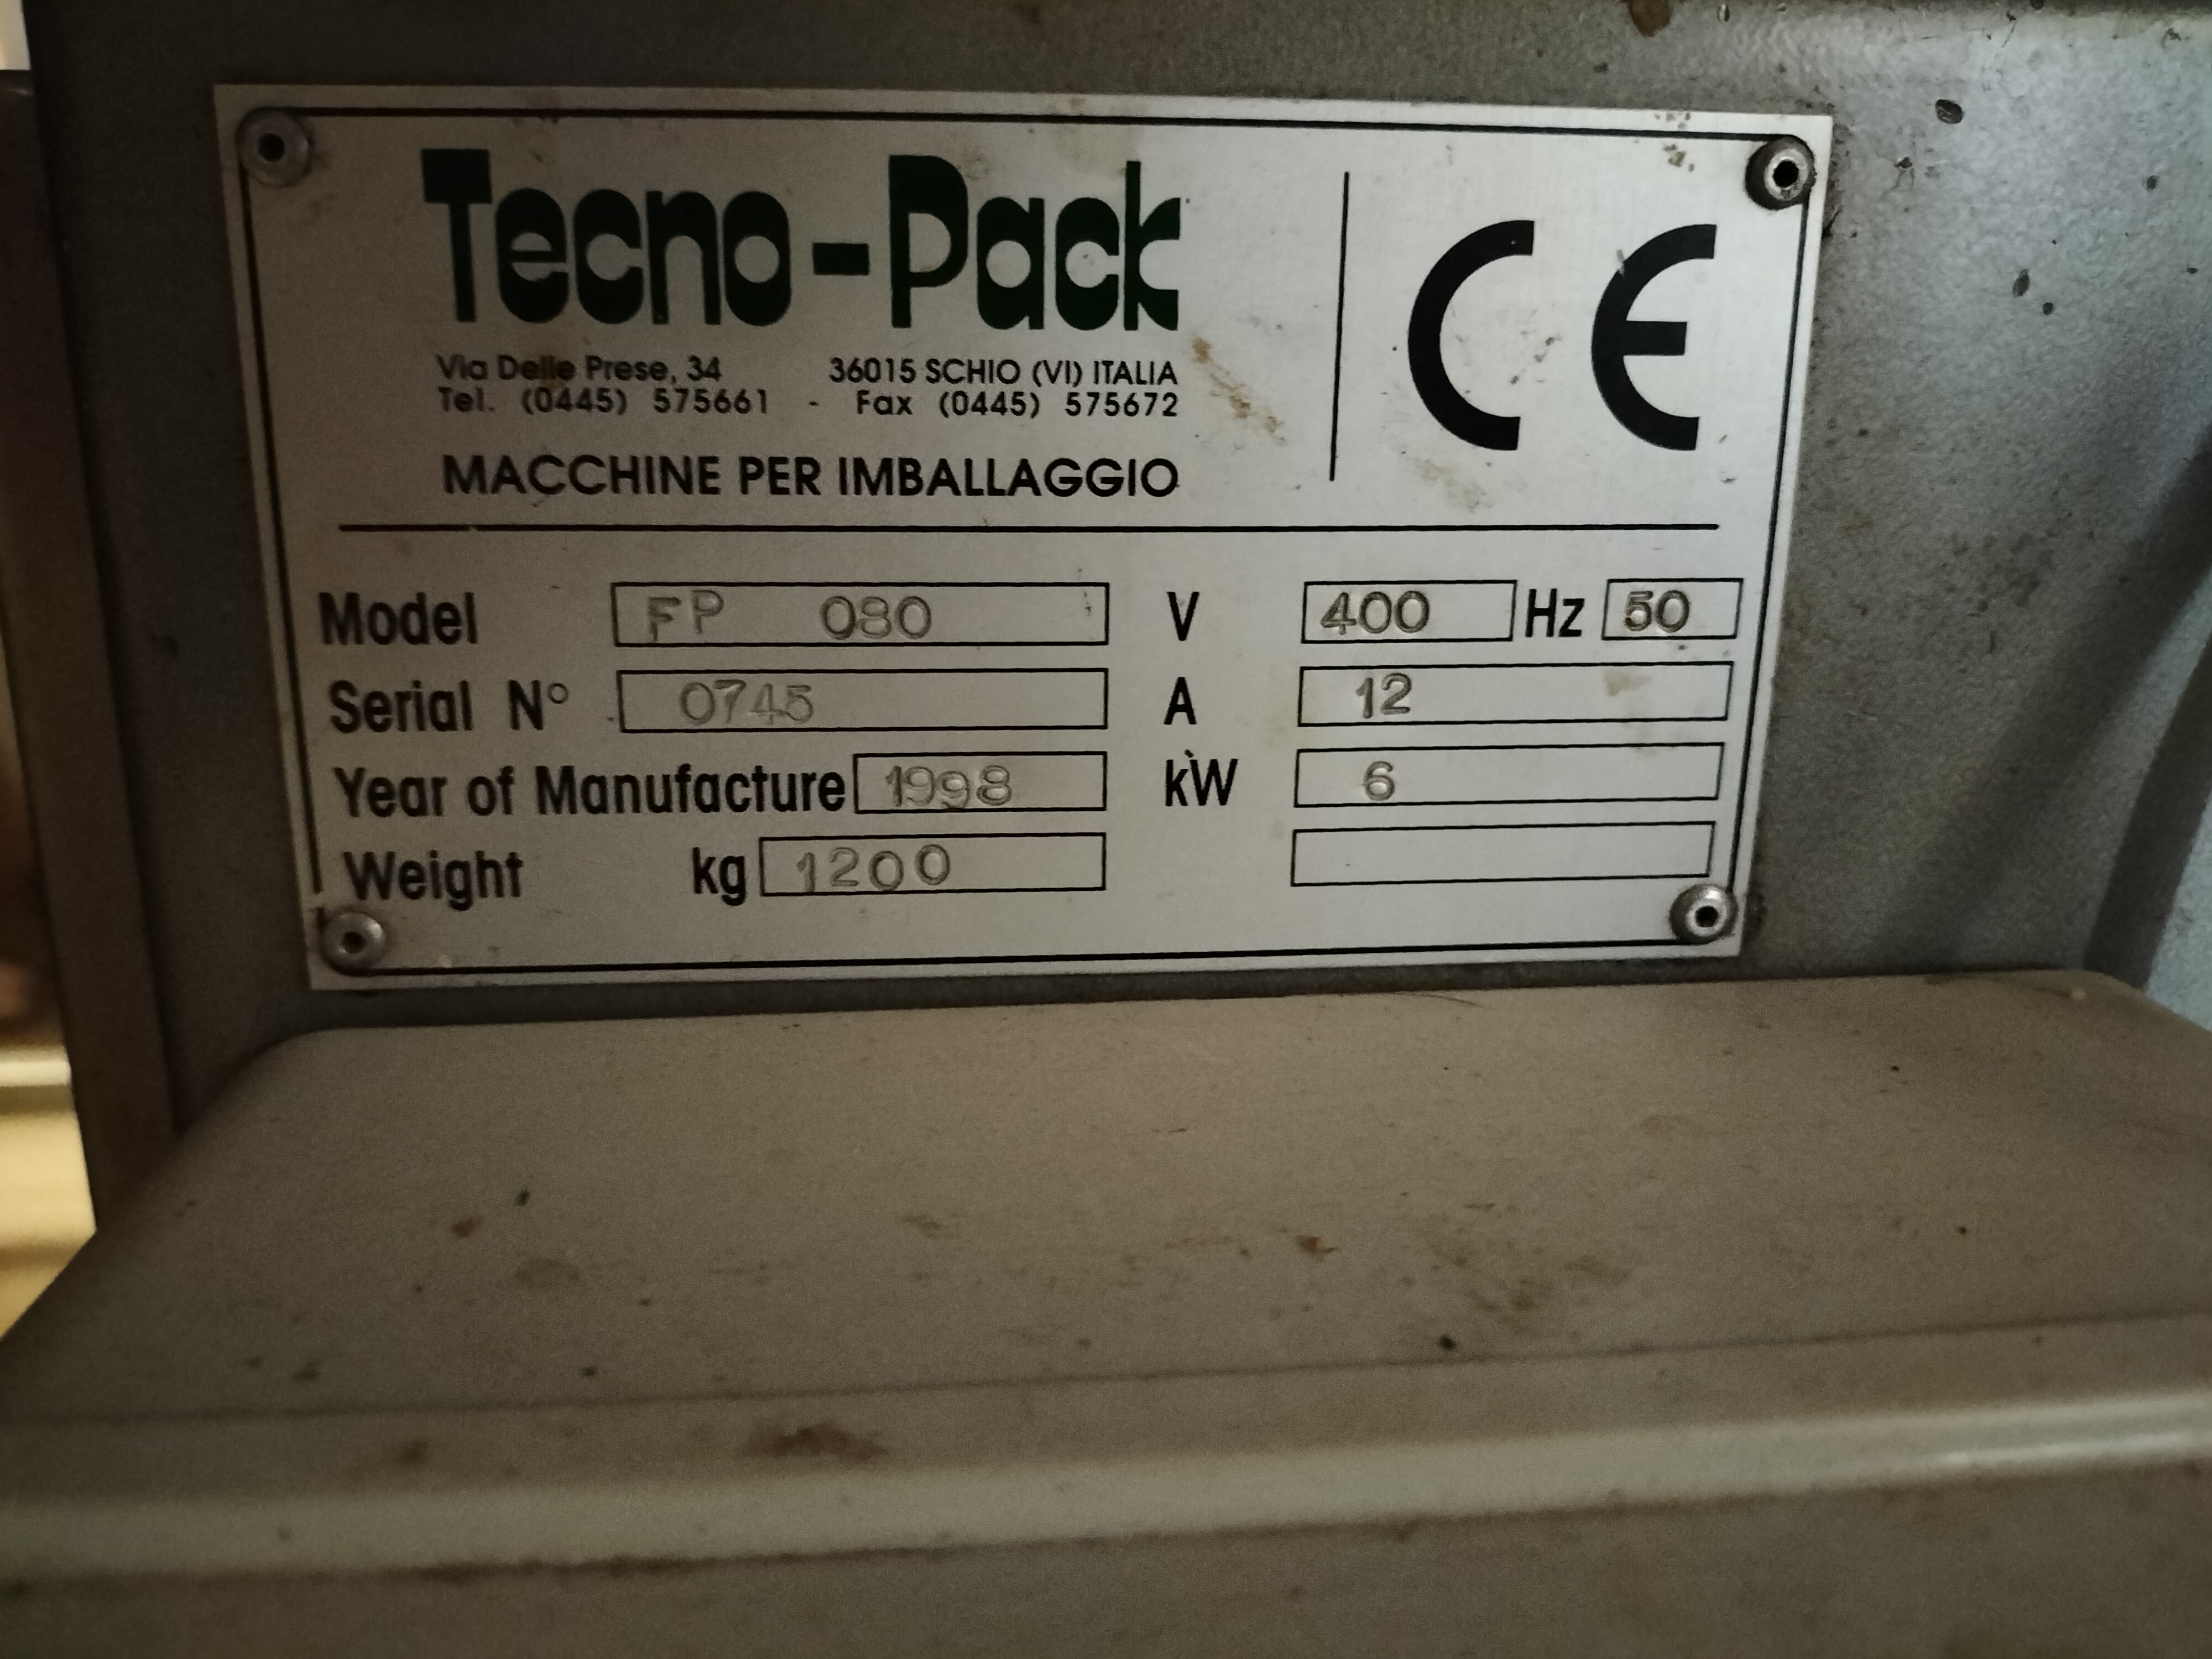 Tecno-Pack
CE
Via Delle Prese, 34 36015 SCHIO (VI) ITALIA
Tel. (0445) 575661 - Fax (0445) 575672
MACCHINE PER IMBALLAGGIO
Model FP 080 V 400 Hz 50
Serial N° 0745 A 12
Year of Manufacture 1998 kW 6
Weight kg 1200